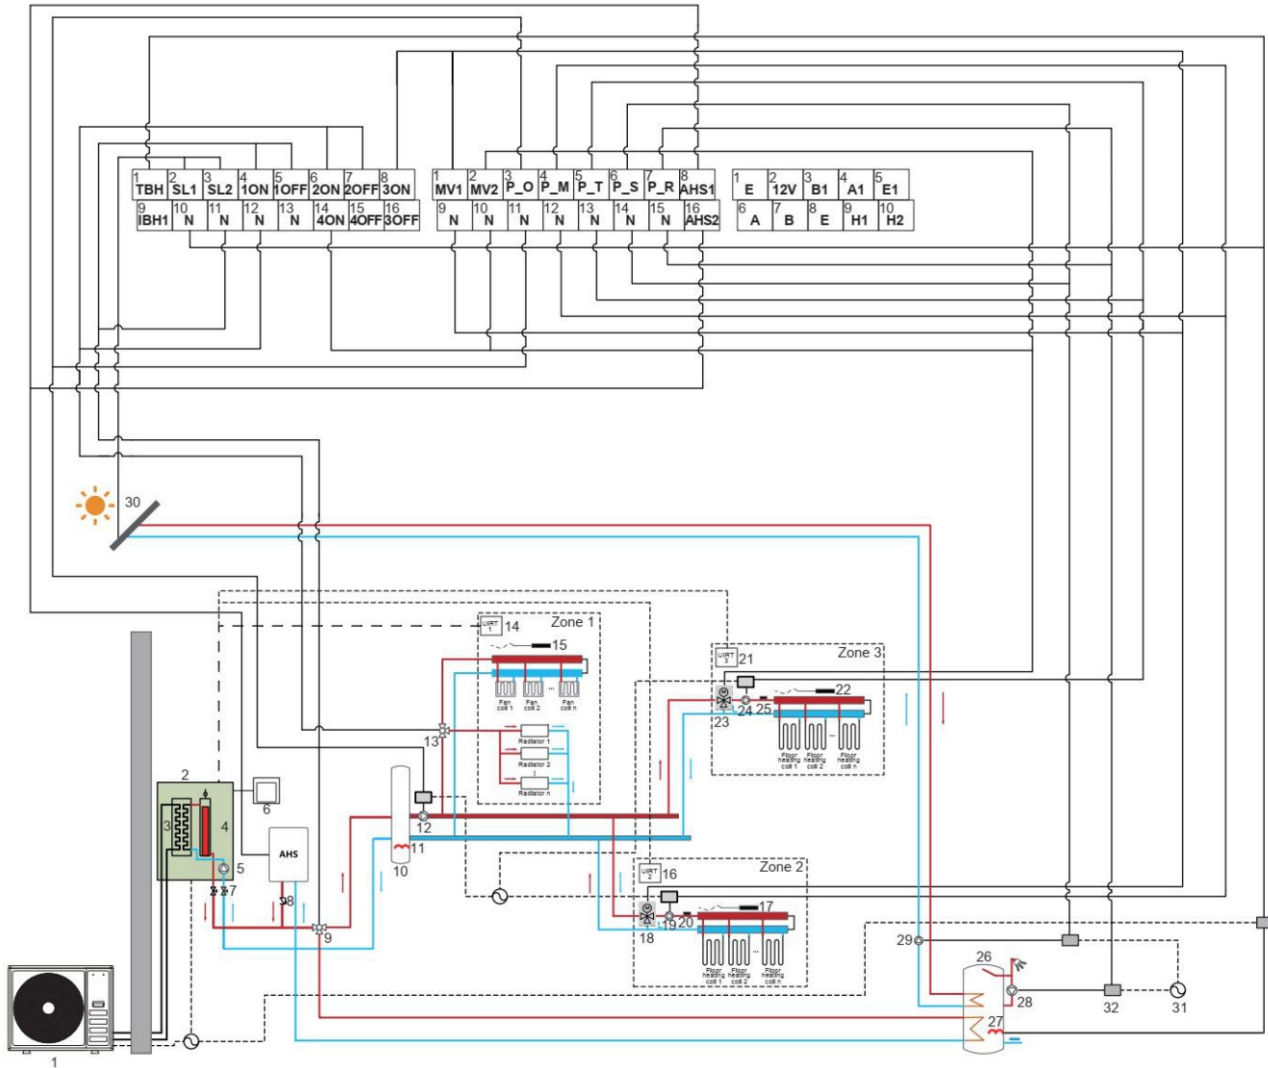 1 2 3 4 5 6 7 8
TBH SL1 SL2 1ON 1OFF 2ON 2OFF 3ON
9 10 11 12 13 14 15 16
IBH1 N N N N 4ON 4OFF 3OFF
1 2 3 4 5 6 7 8
MV1 MV2 P_O P_M P_T P_S P_R AHS1
9 10 11 12 13 14 15 16
N N N N N N N AHS2
1 2 3 4 5
E 12V B1 A1 E1
6 7 8 9 10
A B E H1 H2
30
Zone 1
UIRT
1
14
15
Fan
coil 1
Fan
coil 2
...
Fan
coil n
13
Radiator 1
Radiator 2
Radiator n
Zone 3
UIRT
3
21
22
M
23
24
25
Floor
heating
coil 1
Floor
heating
coil 2
...
Floor
heating
coil n
2
3
4
5
6
7
AHS
8
9
10
11
12
Zone 2
UIRT
2
16
17
M
18
19
20
Floor
heating
coil 1
Floor
heating
coil 2
...
Floor
heating
coil n
29
26
28
27
32
31
1